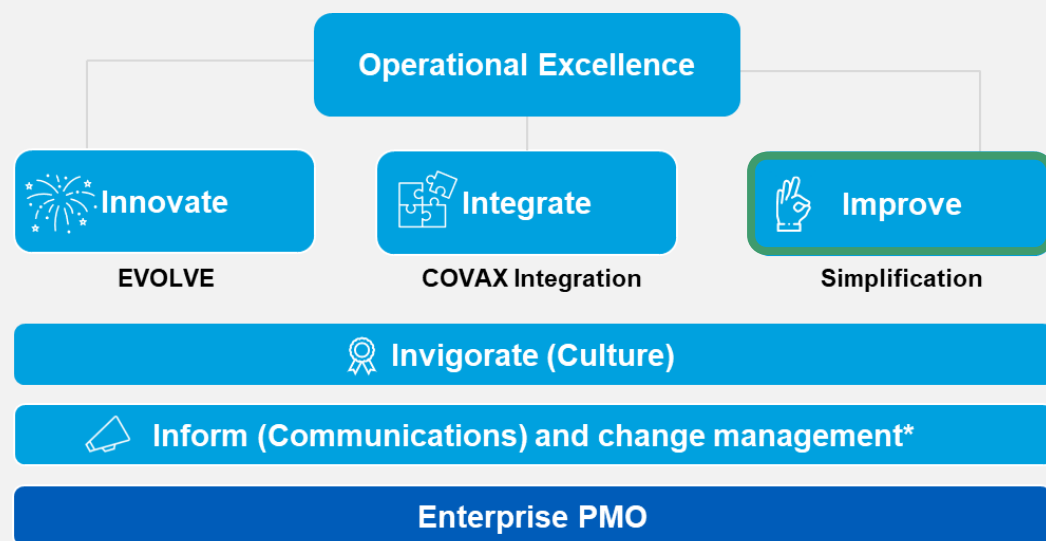 Operational Excellence
Innovate
Integrate
Improve
EVOLVE
COVAX Integration
Simplification
Invigorate (Culture)
Inform (Communications) and change management*
Enterprise PMO